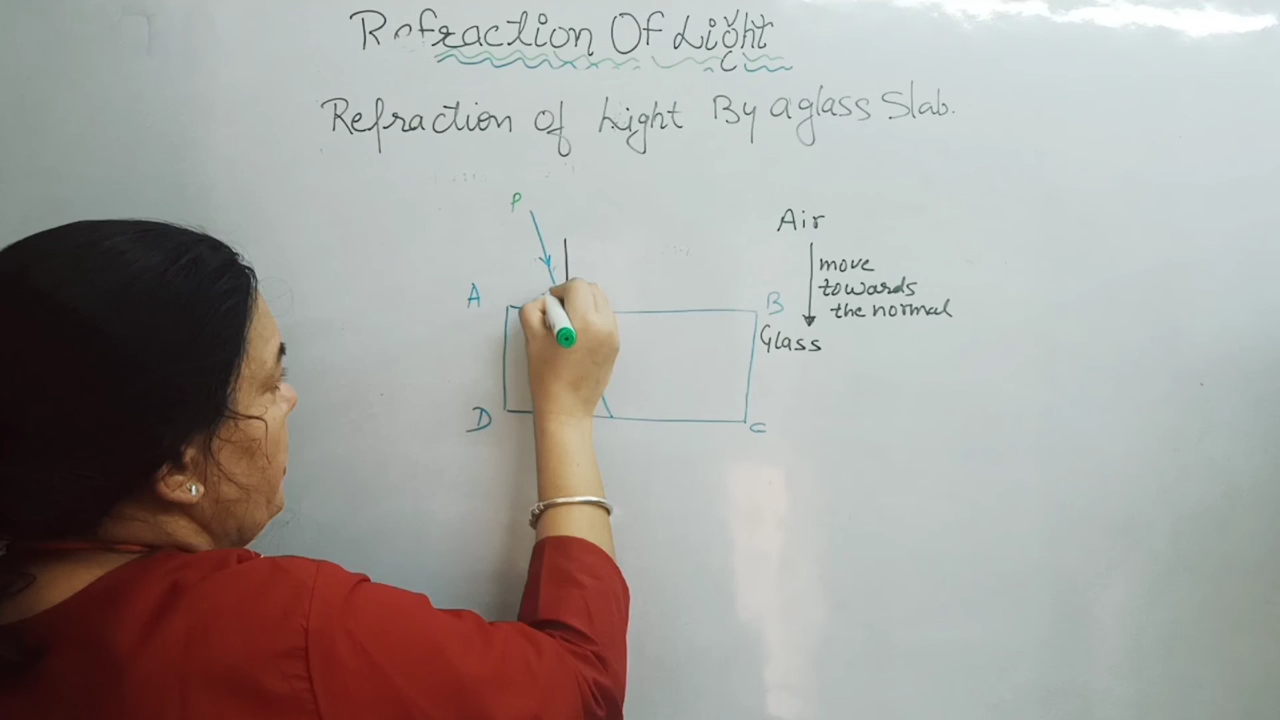 Refraction Of Light
Refraction of Light By a glass Slab.
P
Air
move
towards
the normal
A
B
Glass
D
C